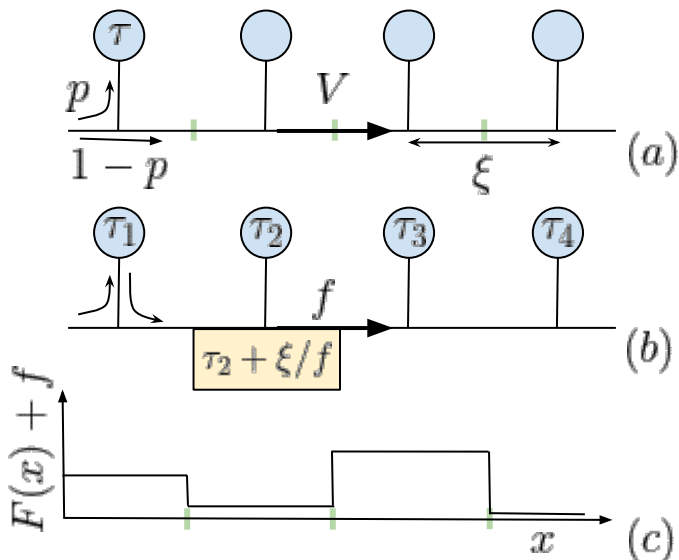 τ
p
V
1 − p
ξ
(a)
τ₁ τ₂ τ₃ τ₄
f
τ₂ + ξ/f
(b)
F(x) + f
x
(c)